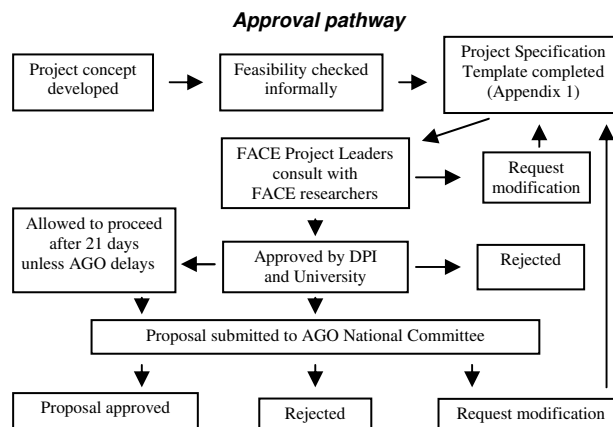 Approval pathway
Project concept
developed
Feasibility checked
informally
Project Specification
Template completed
(Appendix 1)
FACE Project Leaders
consult with
FACE researchers
Request
modification
Allowed to proceed
after 21 days
unless AGO delays
Approved by DPI
and University
Rejected
Proposal submitted to AGO National Committee
Proposal approved
Rejected
Request modification